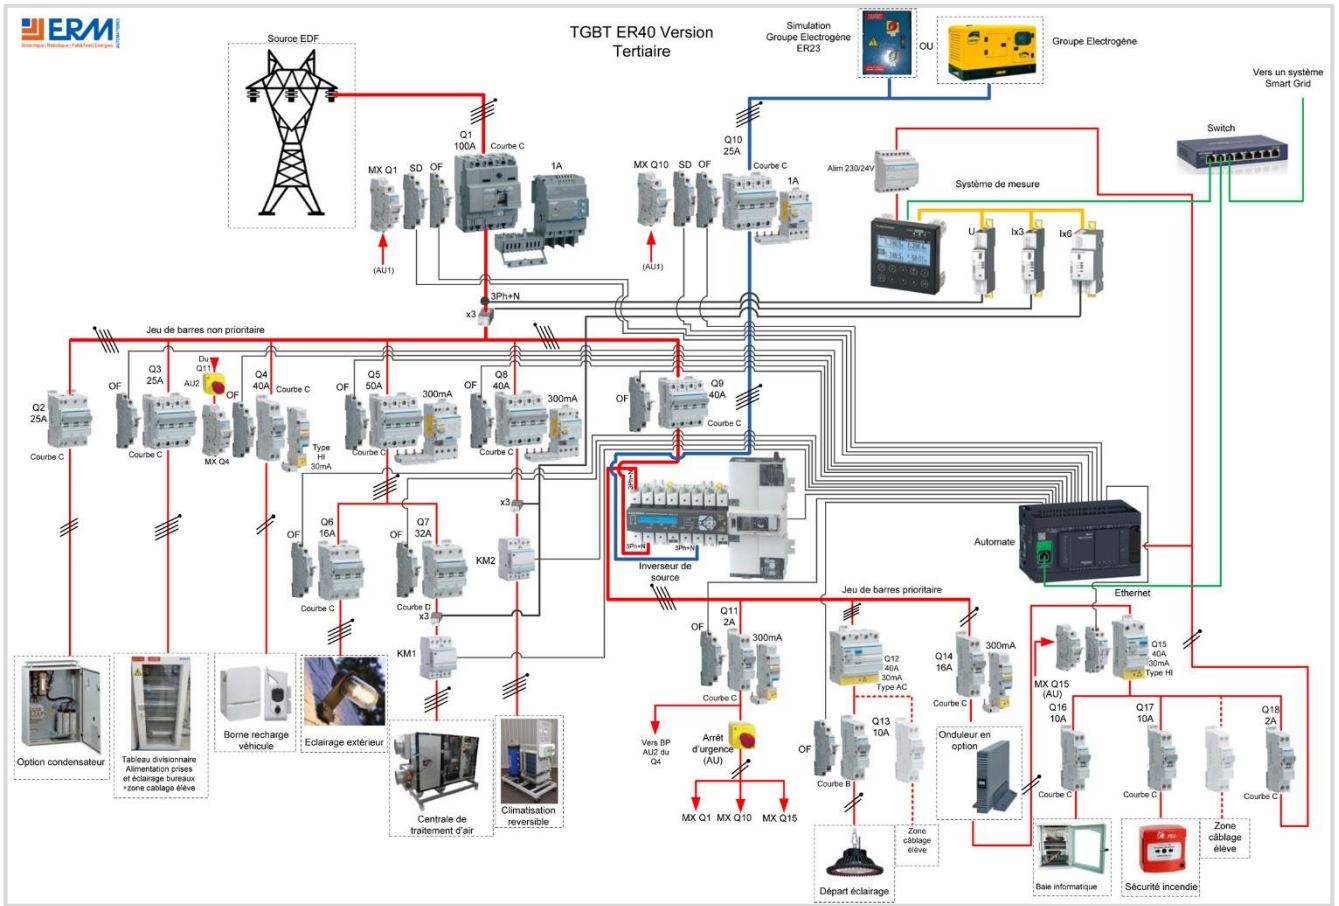 ERM
AUTOMATISMES
TGBT ER40 Version
Tertiaire
Source EDF
Simulation
Groupe Electrogène
ER23
OU
Groupe Electrogène
Vers un système
Smart Grid
Switch
Q1
100A
Courbe C
1A
MX Q1
SD
OF
(AU1)
Q10
25A
Courbe C
1A
MX Q10
SD
OF
(AU1)
Alim 230/24V
Système de mesure
U
Ix3
Ix6
3Ph+N
x3
Jeu de barres non prioritaire
Q2
25A
Courbe C
OF
Q3
25A
Courbe C
Du
Q11
AU2
MX Q4
OF
Q4
40A
Courbe C
Type
HI
30mA
OF
Q5
50A
300mA
Courbe C
OF
Q8
40A
300mA
Courbe C
OF
Q9
40A
Courbe C
OF
Q6
16A
Courbe C
OF
Q7
32A
Courbe D
x3
KM1
x3
KM2
3Ph+N
3Ph+N
3Ph+N
Inverseur de
source
Automate
Ethernet
Jeu de barres prioritaire
OF
Q11
2A
300mA
Courbe C
Vers BP
AU2 du
Q4
Arrêt
d'urgence
(AU)
MX Q1
MX Q10
MX Q15
Q12
40A
30mA
Type AC
OF
Q13
10A
Courbe B
Zone
câblage
élève
Départ éclairage
Q14
16A
300mA
Courbe C
Onduleur en
option
MX Q15
(AU)
Q15
40A
30mA
Type HI
Q16
10A
Courbe C
Q17
10A
Courbe C
Q18
2A
Courbe C
Baie informatique
Sécurité incendie
Zone
câblage
élève
Option condensateur
Tableau divisionnaire
Alimentation prises
et éclairage bureaux
+zone cablage élève
Borne recharge
véhicule
Eclairage extérieur
Centrale de
traitement d'air
Climatisation
reversible